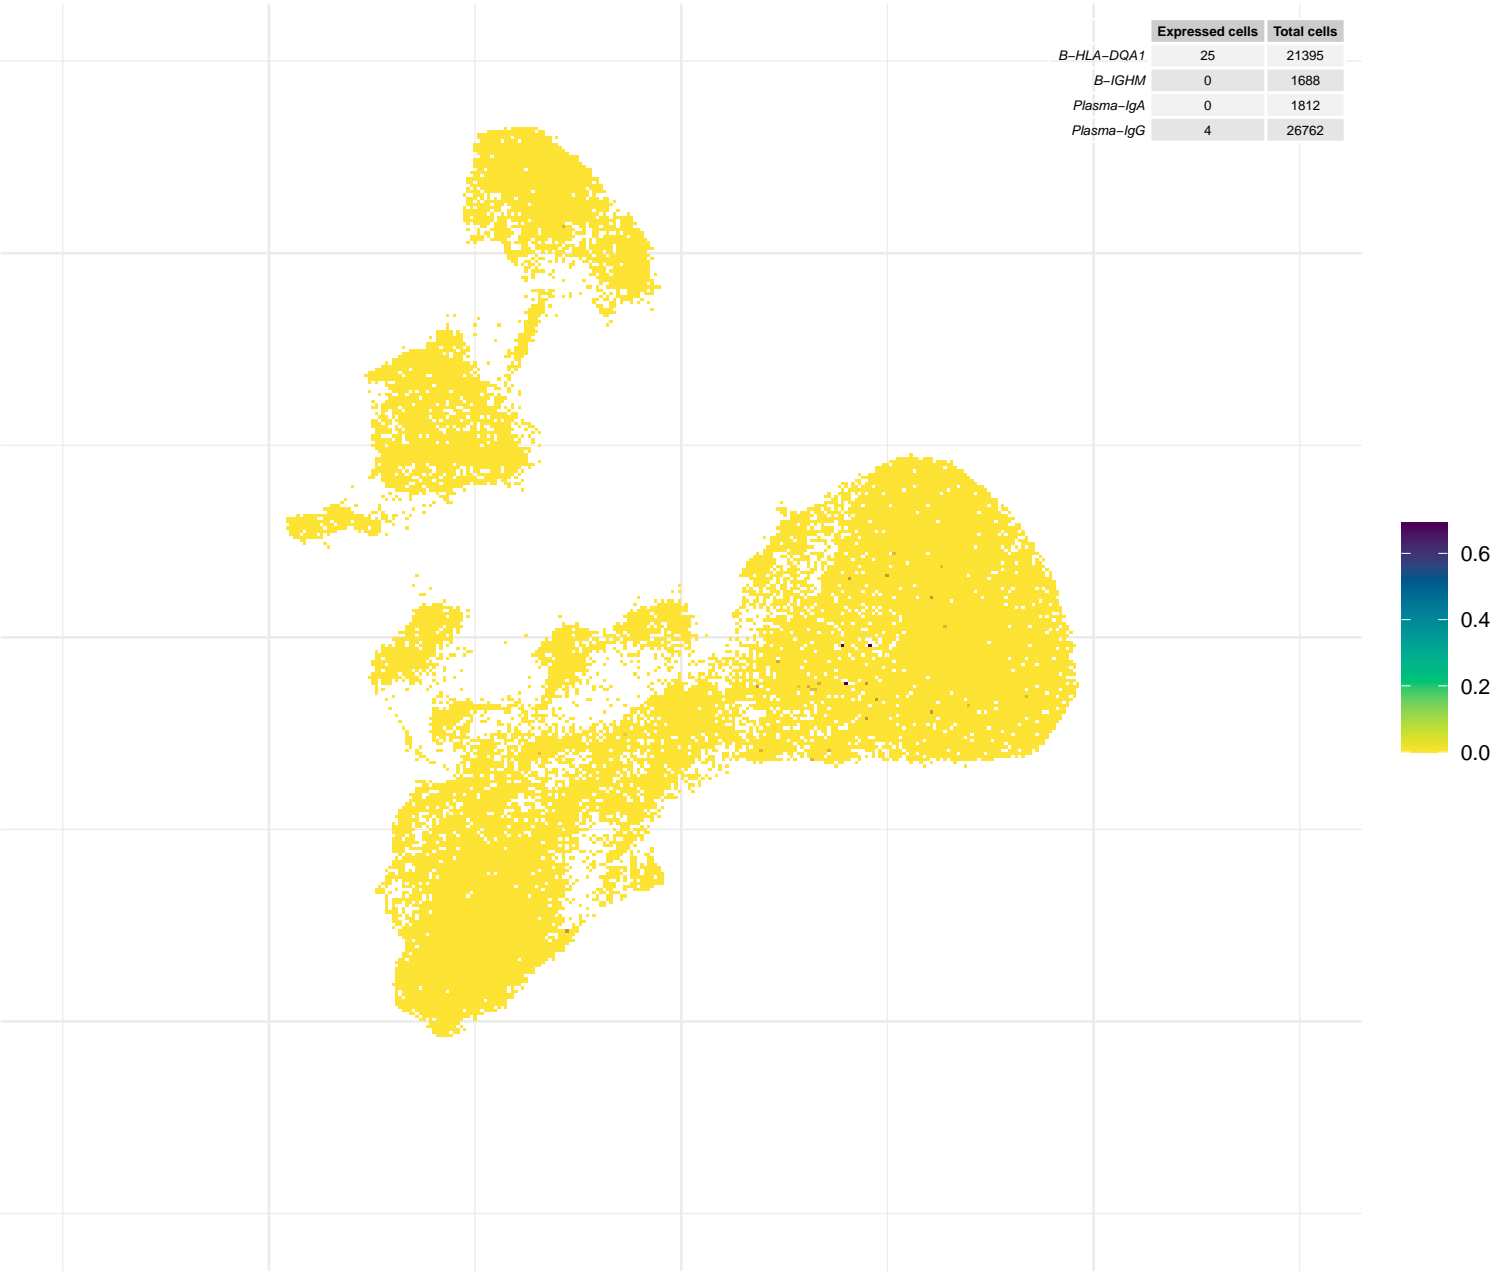 Expressed cells Total cells
B−HLA−DQA1 25 21395
B−IGHM 0 1688
Plasma−IgA 0 1812
Plasma−IgG 4 26762
0.6
0.4
0.2
0.0